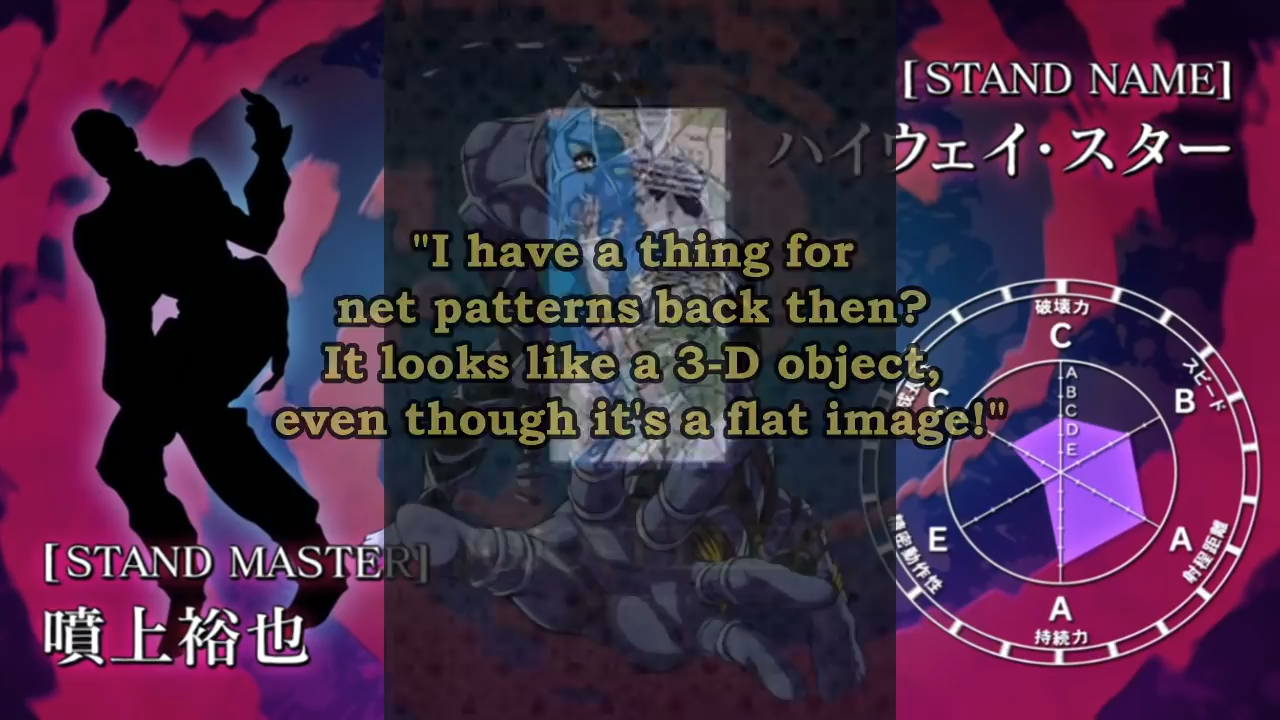 [STAND NAME]
ハイウェイ・スター
"I have a thing for
net patterns back then?
It looks like a 3-D object,
even though it's a flat image!"
[STAND MASTER]
噴上裕也
破壊力
C
スピード
B
射程距離
A
持続力
A
精密動作性
E
C
A
B
C
D
E